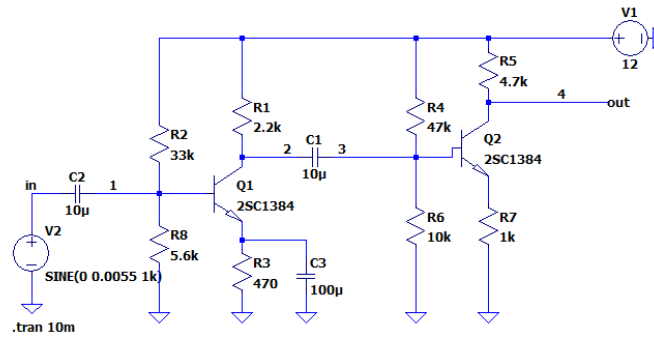 V1
12
R5
4.7k
4
out
R1
2.2k
R4
47k
R2
33k
C1
2
3
10µ
Q2
2SC1384
in
C2
1
10µ
Q1
2SC1384
V2
SINE(0 0.0055 1k)
R8
5.6k
R3
470
C3
100µ
R6
10k
R7
1k
.tran 10m